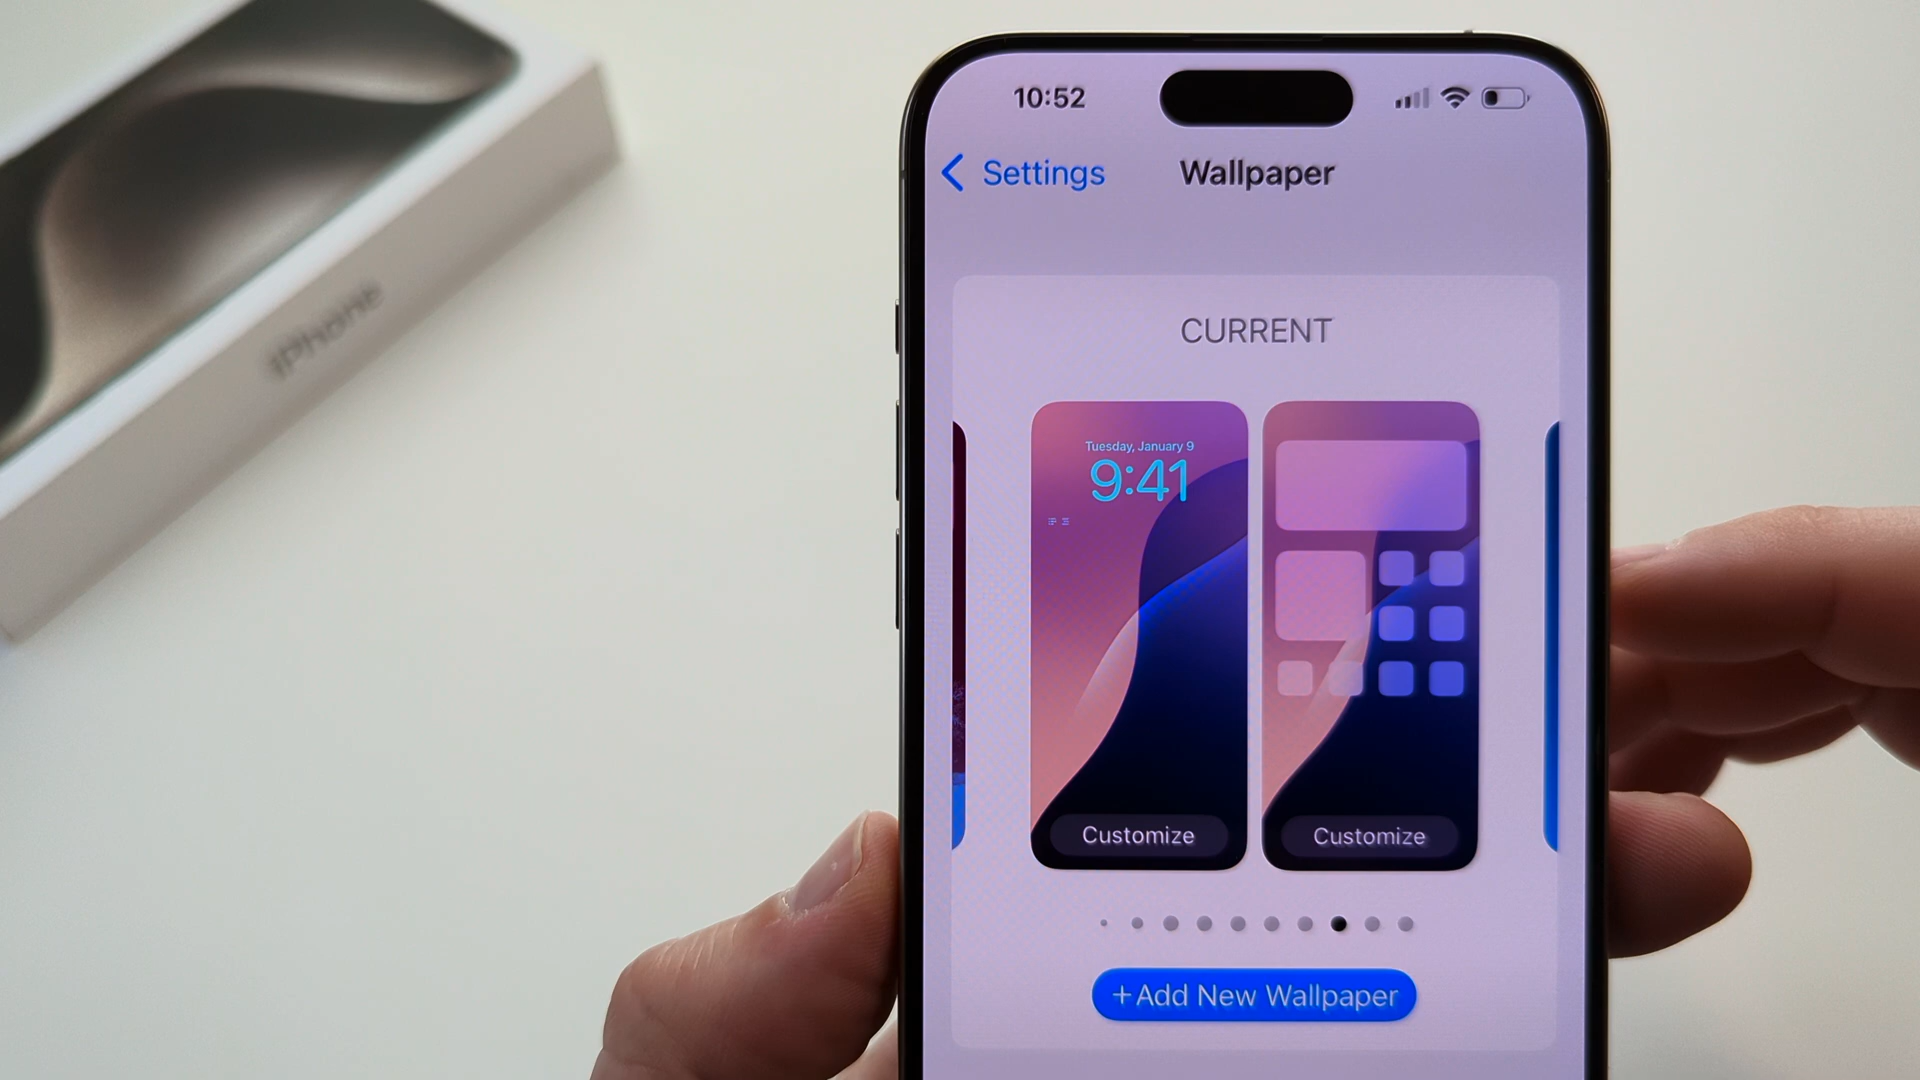 iPhone
10:52
Settings
Wallpaper
CURRENT
Tuesday, January 9
9:41
Customize
Customize
+Add New Wallpaper